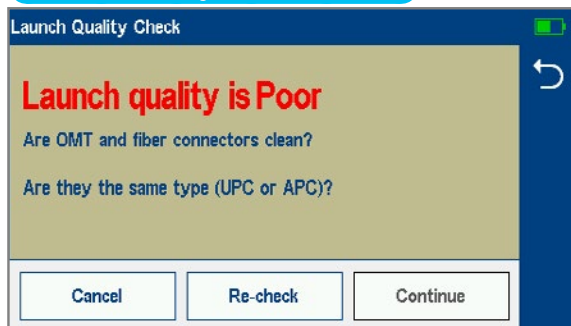 Launch Quality Check
Launch quality is Poor
Are OMT and fiber connectors clean?
Are they the same type (UPC or APC)?
Cancel
Re-check
Continue